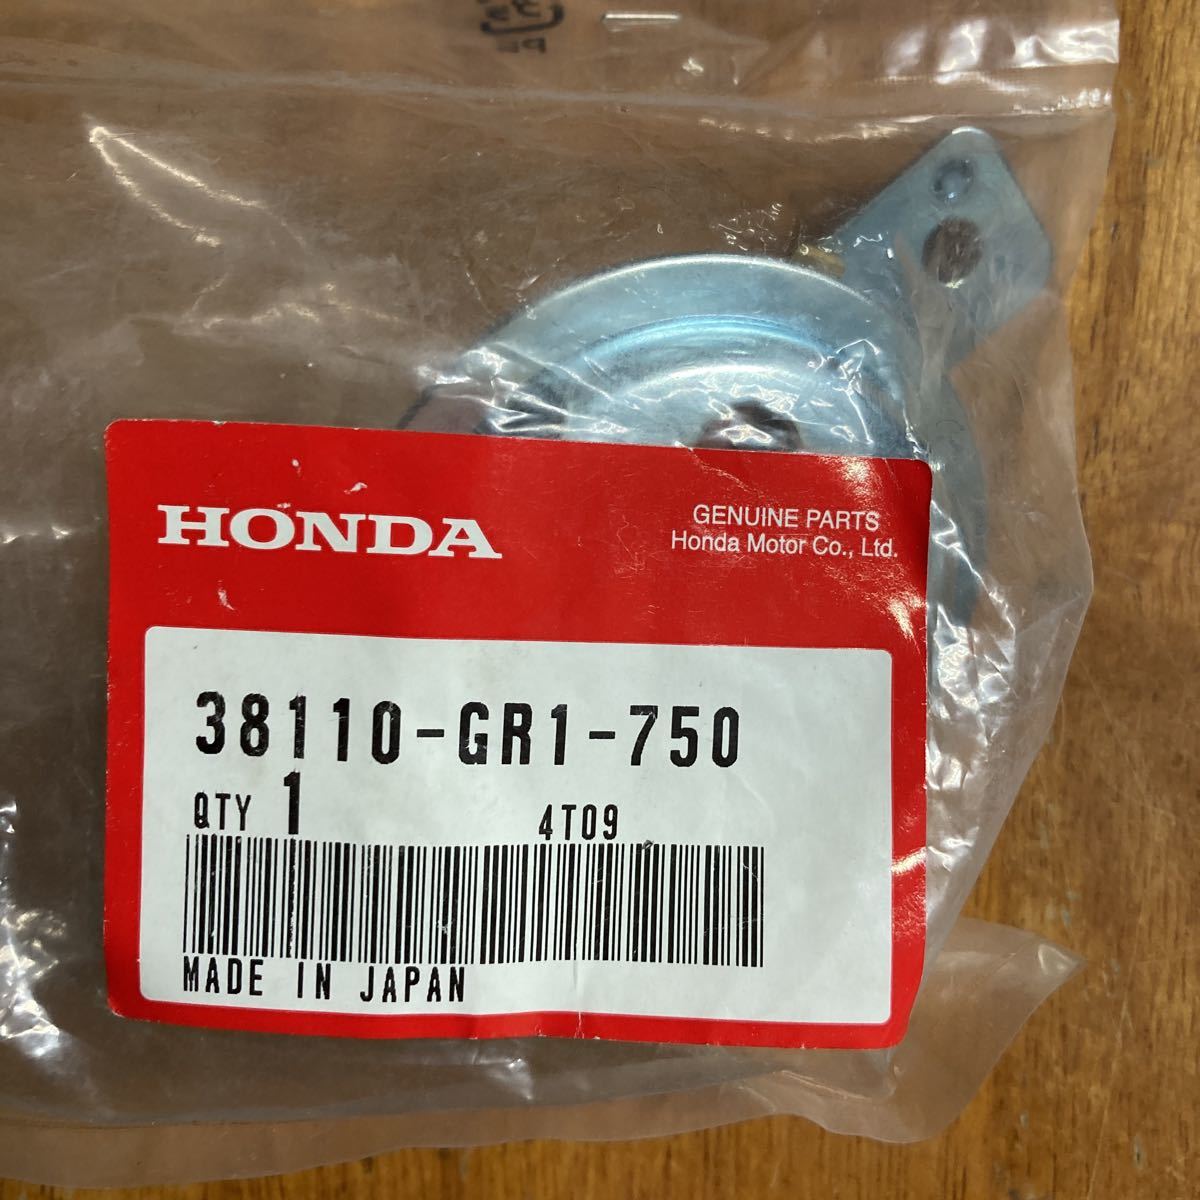 HONDA
GENUINE PARTS
Honda Motor Co., Ltd.
38110-GR1-750
QTY 1
4T09
MADE IN JAPAN